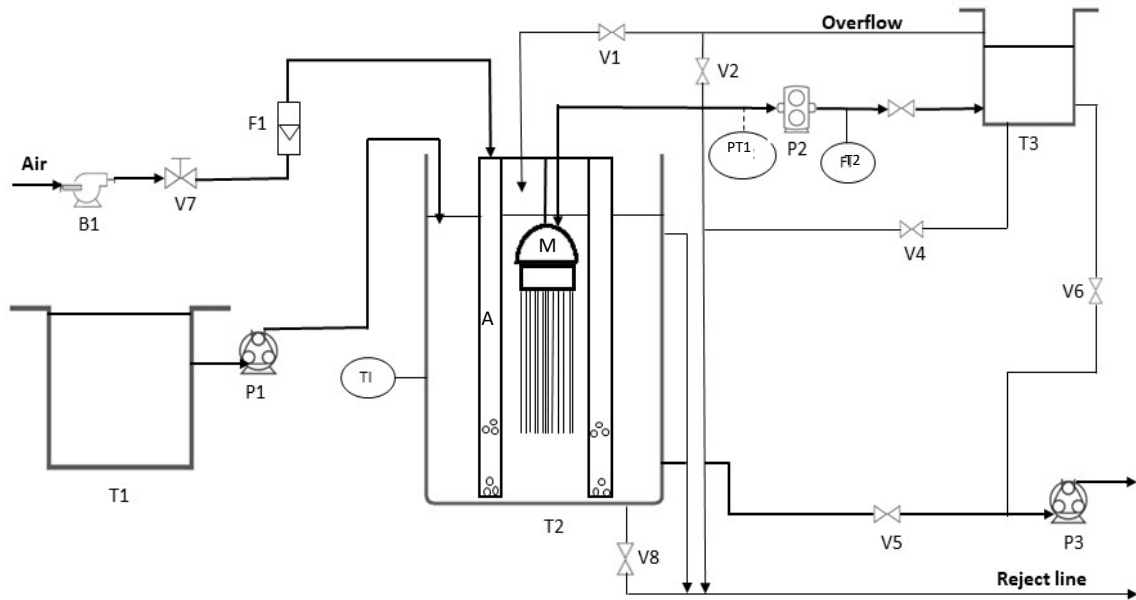 Overflow
V1
V2
F1
Air
B1
V7
PT1
P2
FT2
T3
M
V4
V6
A
TI
P1
T1
T2
V5
P3
V8
Reject line